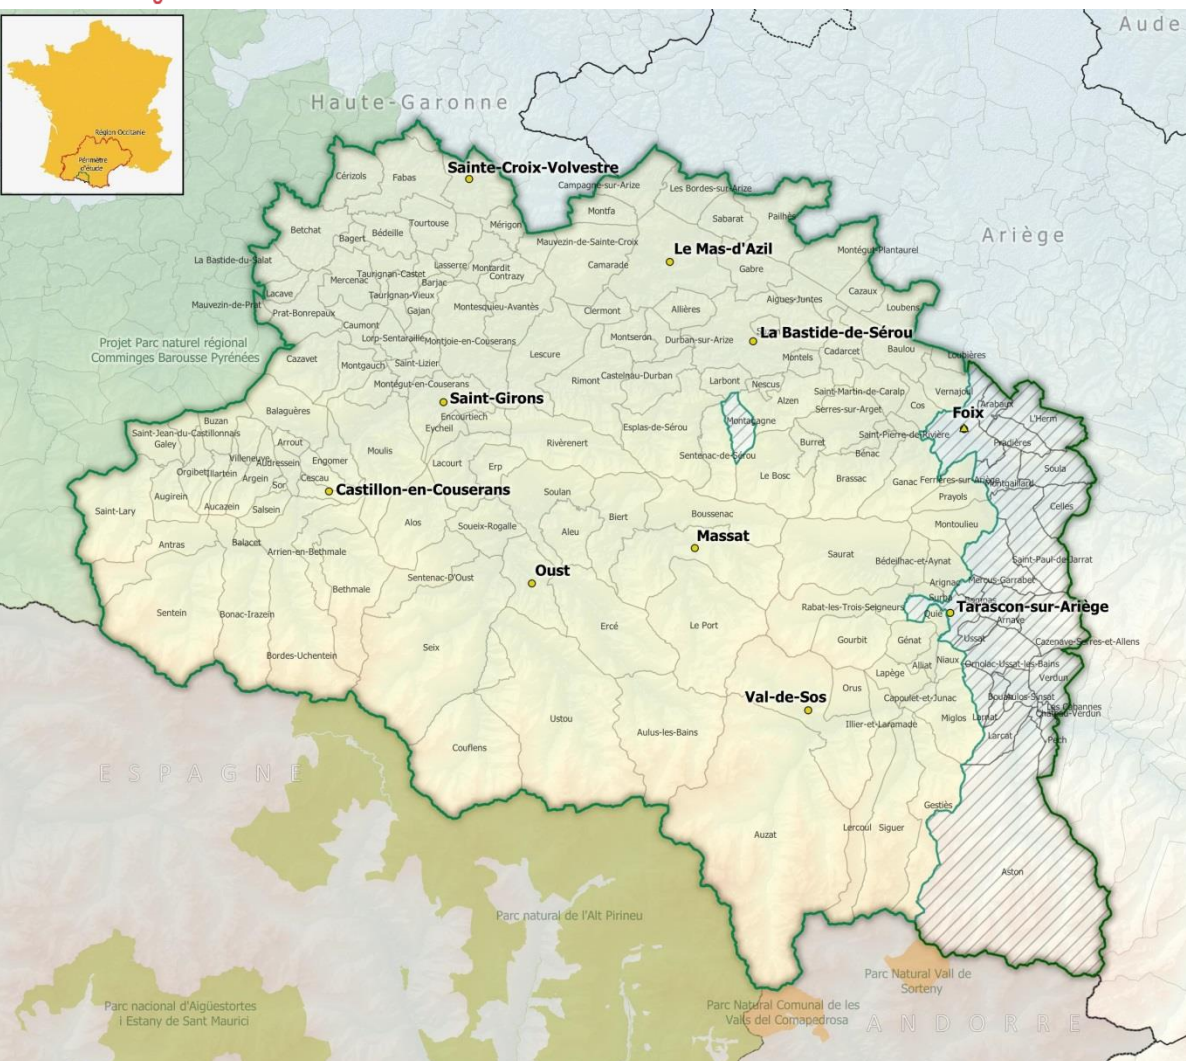 Aude
Haute-Garonne
Région Occitanie
Périmètre
d'étude
Sainte-Croix-Volvestre
Cérizols
Fabas
Campagne-sur-Arize
Les Bordes-sur-Arize
Montfa
Sabarat
Pailhès
Tourtouse
Mérigon
Betchat
Bédeille
Bagert
Mauvezin-de-Sainte-Croix
Ariège
Le Mas-d'Azil
Montégut-Plantaurel
La Bastide-du-Salat
Lasserre
Montardit
Camarade
Gabre
Taurignan-Castet
Contrazy
Mercenac
Barjac
Lacave
Taurignan-Vieux
Cazaux
Aigues-Juntes
Mauvezin-de-Prat
Prat-Bonrepaux
Gajan
Montesquieu-Avantès
Clermont
Allières
Loubens
Caumont
La Bastide-de-Sérou
Projet Parc naturel régional
Comminges Barousse Pyrénées
Lorp-Sentaraille
Montjoie-en-Couserans
Montseron
Durban-sur-Arize
Cadarcet
Baulou
Cazavet
Lescure
Montels
Loubières
Montgauch
Saint-Lizier
Montégut-en-Couserans
Rimont
Castelnau-Durban
Larbont
Nescus
Saint-Martin-de-Caralp
Vernajoul
Saint-Girons
Alzen
Balaguères
Serres-sur-Arget
Cos
Arabaux
Foix
Encourtiech
L'Herm
Buzan
Eycheil
Esplas-de-Sérou
Montagagne
Saint-Jean-du-Castillonnais
Saint-Pierre-de-Rivière
Galey
Arrout
Rivèrenert
Burret
Pradières
Moulis
Bénac
Villeneuve
Audressein
Engomer
Lacourt
Erp
Sentenac-de-Sérou
Soula
Orgibet
Illartein
Argein
Cescau
Le Bosc
Brassac
Ganac
Ferrières-sur-Ariège
Montgaillard
Sor
Castillon-en-Couserans
Augirein
Soulan
Prayols
Aucazein
Salsein
Celles
Saint-Lary
Alos
Soueix-Rogalle
Biert
Boussenac
Montoulieu
Aleu
Massat
Antras
Balacet
Arrien-en-Bethmale
Saurat
Bédeilhac-et-Aynat
Saint-Paul-de-Jarrat
Oust
Sentenac-D'Oust
Arignac
Mercus-Garrabet
Bethmale
Surba
Sentein
Bonac-Irazein
Rabat-les-Trois-Seigneurs
Quié
Tarascon-sur-Ariège
Arnave
Ercé
Le Port
Gourbit
Génat
Ussat
Cazenave-Serres-et-Allens
Seix
Bordes-Uchentein
Niaux
Alliat
Ornolac-Ussat-les-Bains
Lapège
Verdun
Orus
Val-de-Sos
Capoulet-et-Junac
Aulos-Sinsat
Les Cabannes
Château-Verdun
Ustou
Illier-et-Laramade
Miglos
Larnat
Aulus-les-Bains
Larcat
Pech
Couflens
ESPAGNE
Gestiès
Auzat
Lercoul
Siguer
Aston
Parc natural de l'Alt Pirineu
Parc Natural Vall de
Sorteny
Parc nacional d'Aigüestortes
i Estany de Sant Maurici
Parc Natural Comunal de les
Valls del Comapedrosa
ANDORRE